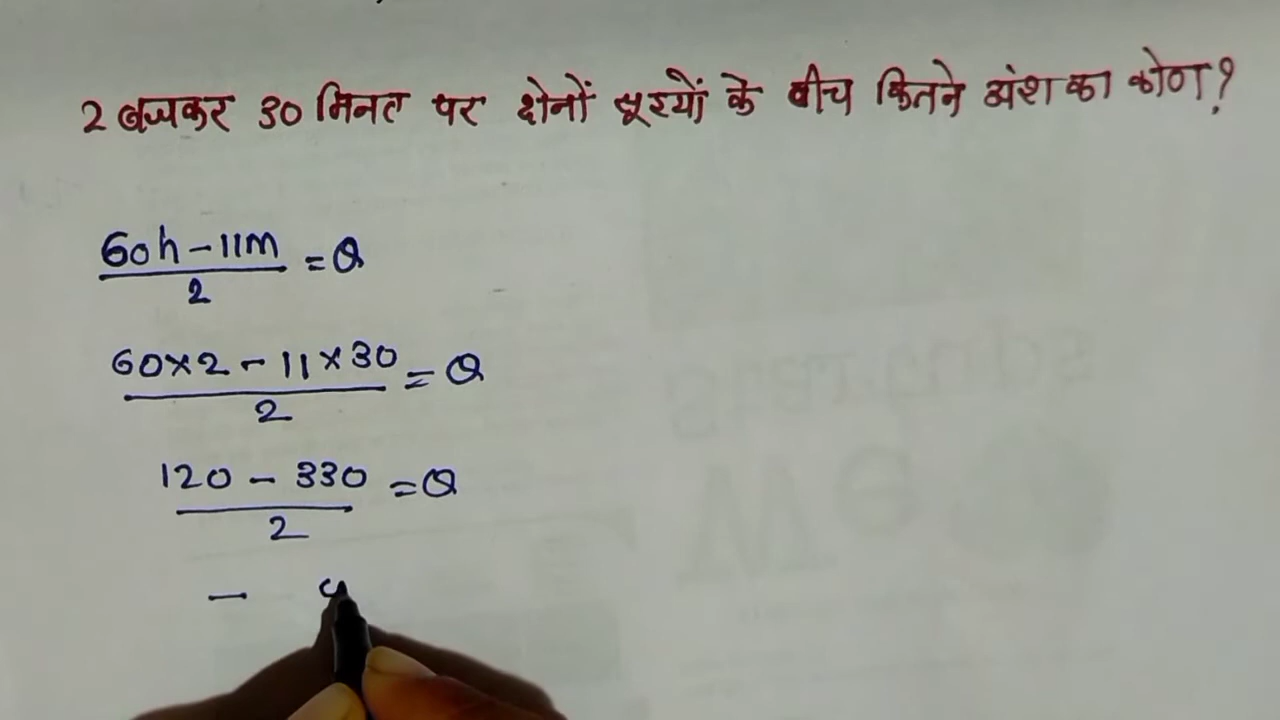 2 बजकर 30 मिनट पर दोनों सूइयों के बीच कितने अंश का कोण?
60h - 11m / 2 = θ
60×2 - 11×30 / 2 = θ
120 - 330 / 2 = θ
-